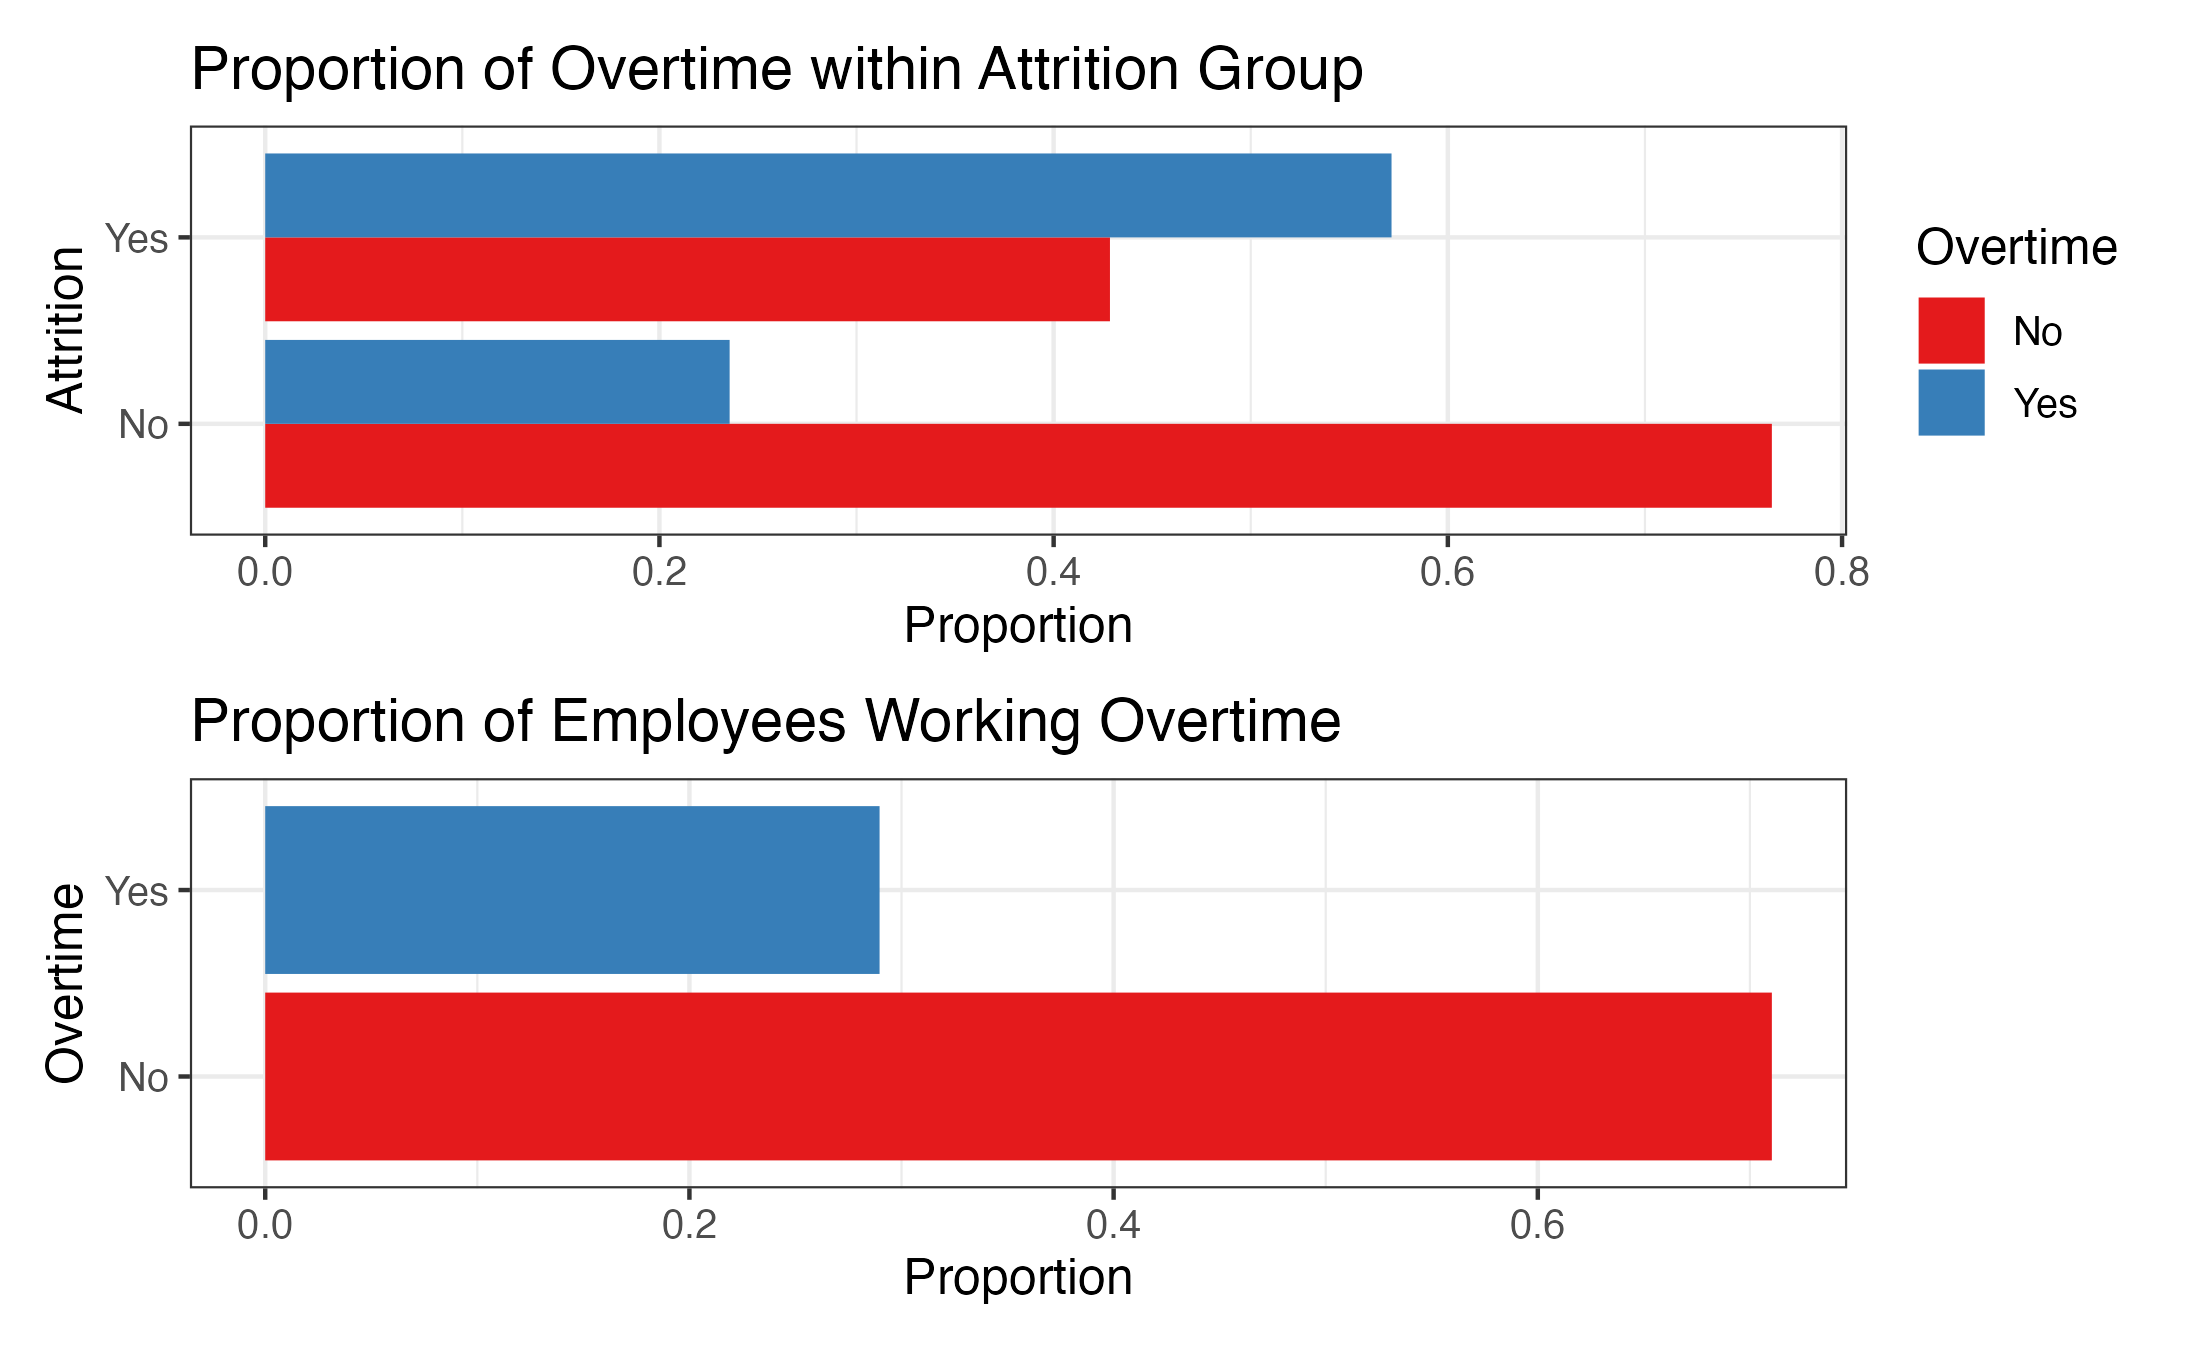 Proportion of Overtime within Attrition Group
Attrition
Yes
No
0.0 0.2 0.4 0.6 0.8
Proportion
Overtime
No
Yes
Proportion of Employees Working Overtime
Overtime
Yes
No
0.0 0.2 0.4 0.6
Proportion